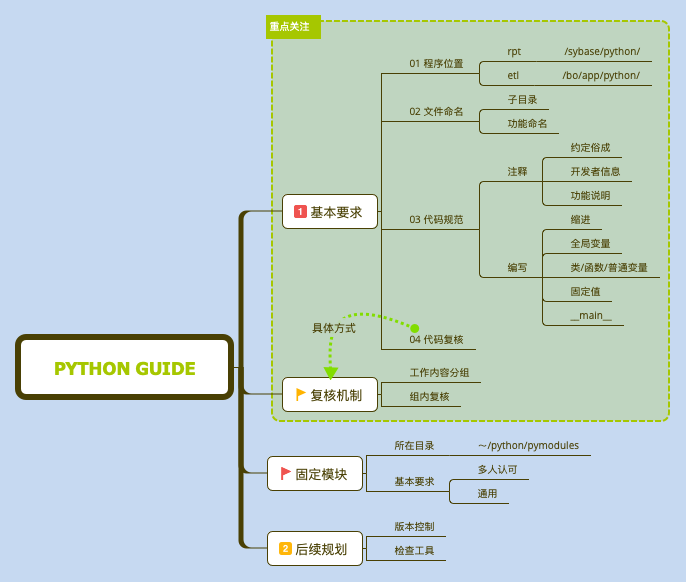 重点关注
PYTHON GUIDE
1 基本要求
01 程序位置
rpt
/sybase/python/
etl
/bo/app/python/
02 文件命名
子目录
功能命名
03 代码规范
注释
约定俗成
开发者信息
功能说明
编写
缩进
全局变量
类/函数/普通变量
固定值
__main__
04 代码复核
具体方式
复核机制
工作内容分组
组内复核
固定模块
所在目录
～/python/pymodules
基本要求
多人认可
通用
2 后续规划
版本控制
检查工具